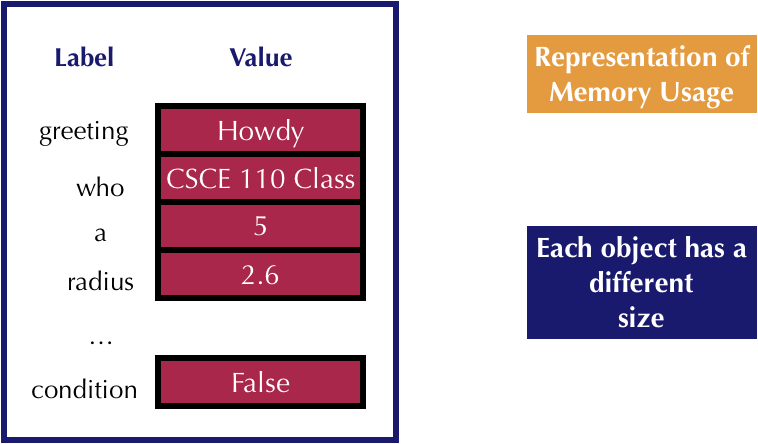 Label Value
greeting Howdy
who CSCE 110 Class
a 5
radius 2.6
...
condition False
Representation of
Memory Usage
Each object has a
different
size